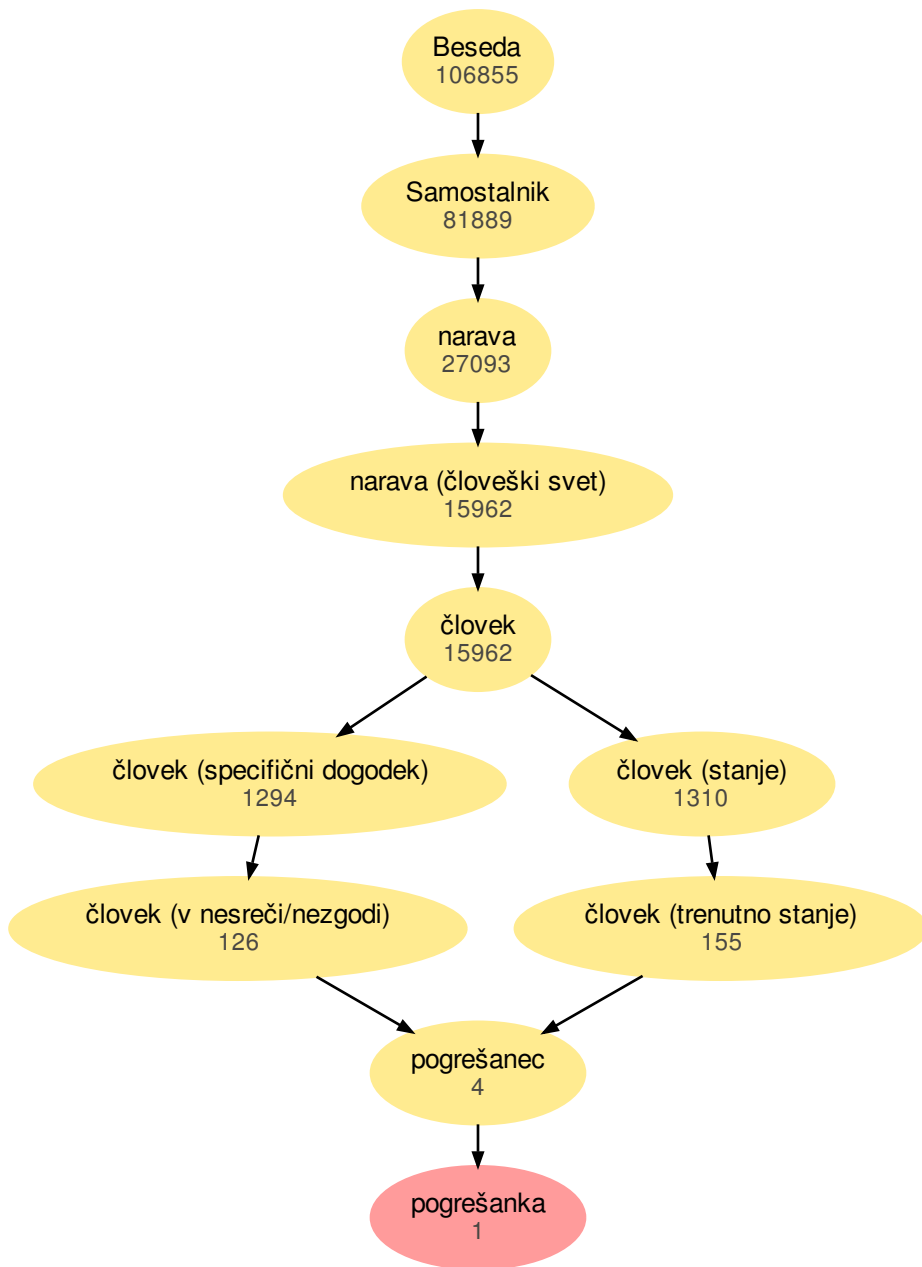 Beseda
106855
Samostalnik
81889
narava
27093
narava (človeški svet)
15962
človek
15962
človek (specifični dogodek)
1294
človek (stanje)
1310
človek (v nesreči/nezgodi)
126
človek (trenutno stanje)
155
pogrešanec
4
pogrešanka
1